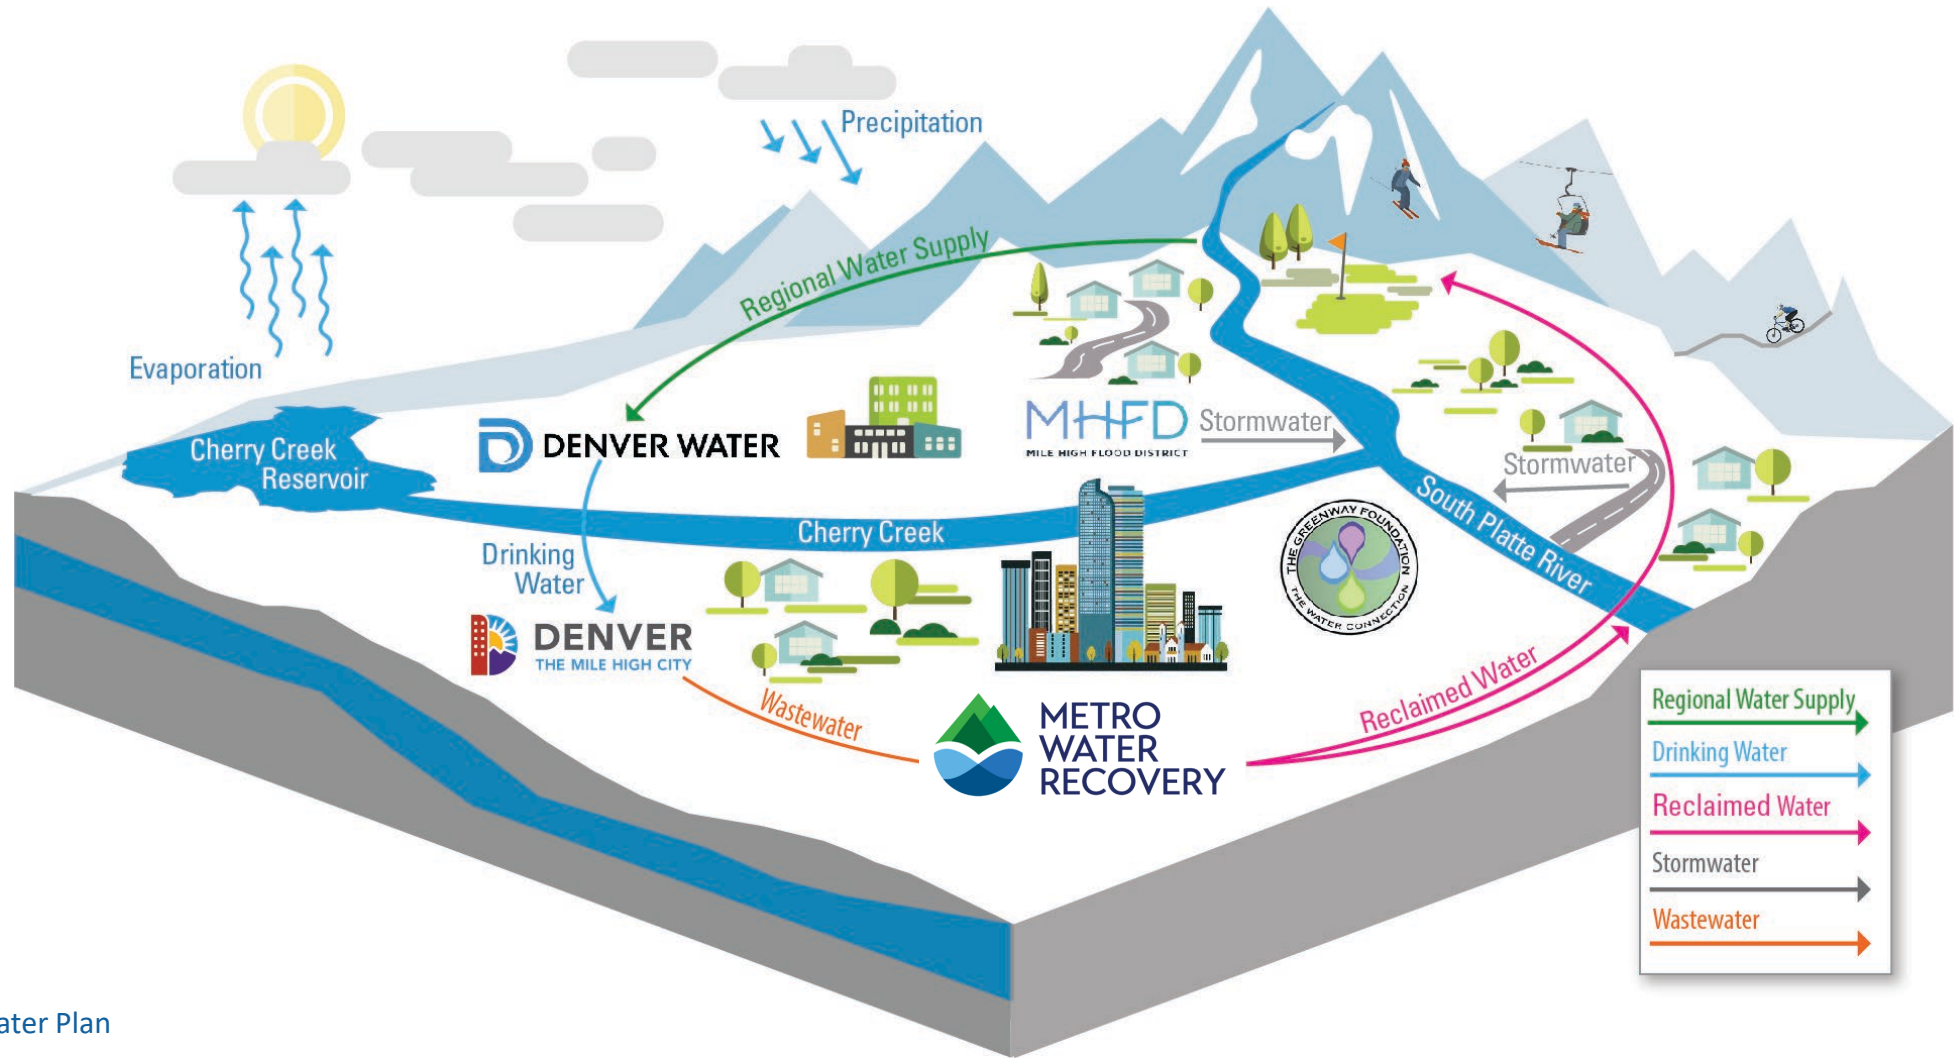 Precipitation
Regional Water Supply
Evaporation
Cherry Creek
Reservoir
DENVER WATER
MHFD
MILE HIGH FLOOD DISTRICT
Stormwater
Stormwater
South Platte River
Cherry Creek
THE GREENWAY FOUNDATION
THE WATER CONNECTION
Drinking
Water
DENVER
THE MILE HIGH CITY
Wastewater
METRO
WATER
RECOVERY
Reclaimed Water
Regional Water Supply
Drinking Water
Reclaimed Water
Stormwater
Wastewater
ater Plan